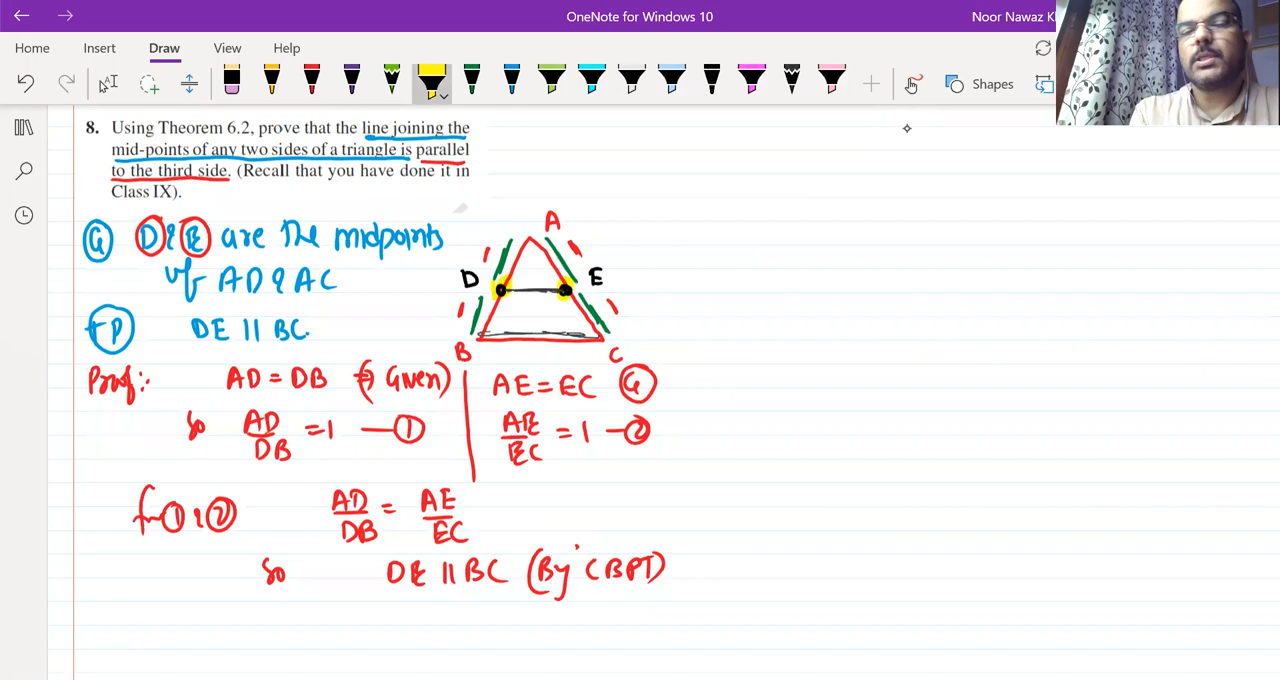 OneNote for Windows 10
Noor Nawaz K
Home Insert Draw View Help
Shapes
8. Using Theorem 6.2, prove that the line joining the
mid-points of any two sides of a triangle is parallel
to the third side. (Recall that you have done it in
Class IX).
G D & E are the midpoints
of AD & AC
TP DE || BC.
A
D
E
B
C
Proof:- AD = DB (Given)
so AD/DB = 1 — ①
AE = EC G
AE/EC = 1 — ②
from ① & ② AD/DB = AE/EC
so DE || BC (By CBPT)